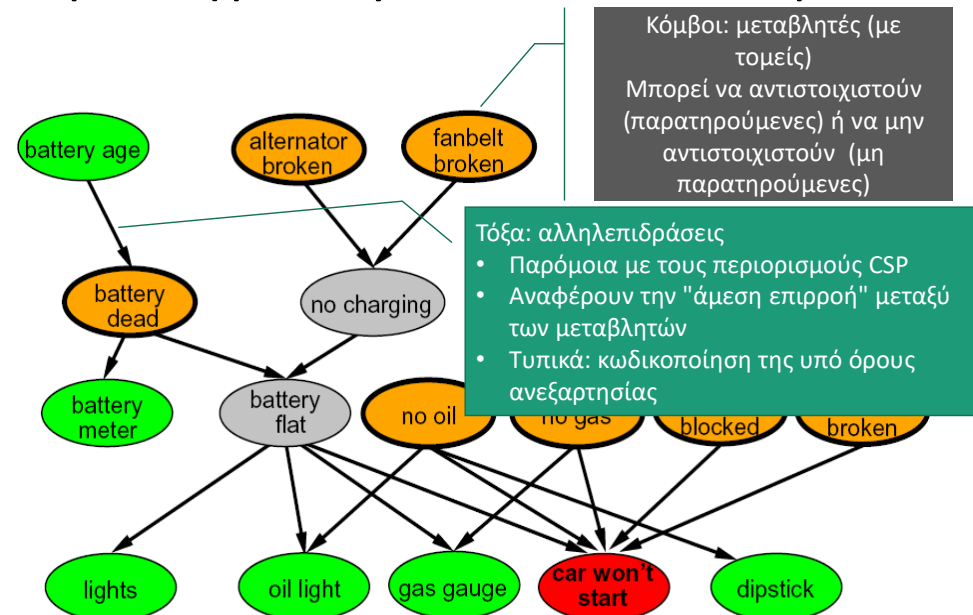 Κόμβοι: μεταβλητές (με
τομείς)
Μπορεί να αντιστοιχιστούν
(παρατηρούμενες) ή να μην
αντιστοιχιστούν (μη
παρατηρούμενες)
battery age
alternator
broken
fanbelt
broken
Τόξα: αλληλεπιδράσεις
• Παρόμοια με τους περιορισμούς CSP
• Αναφέρουν την "άμεση επιρροή" μεταξύ
των μεταβλητών
• Τυπικά: κωδικοποίηση της υπό όρους
ανεξαρτησίας
battery
dead
no charging
battery
meter
battery
flat
no oil
no gas
blocked
broken
lights
oil light
gas gauge
car won't
start
dipstick